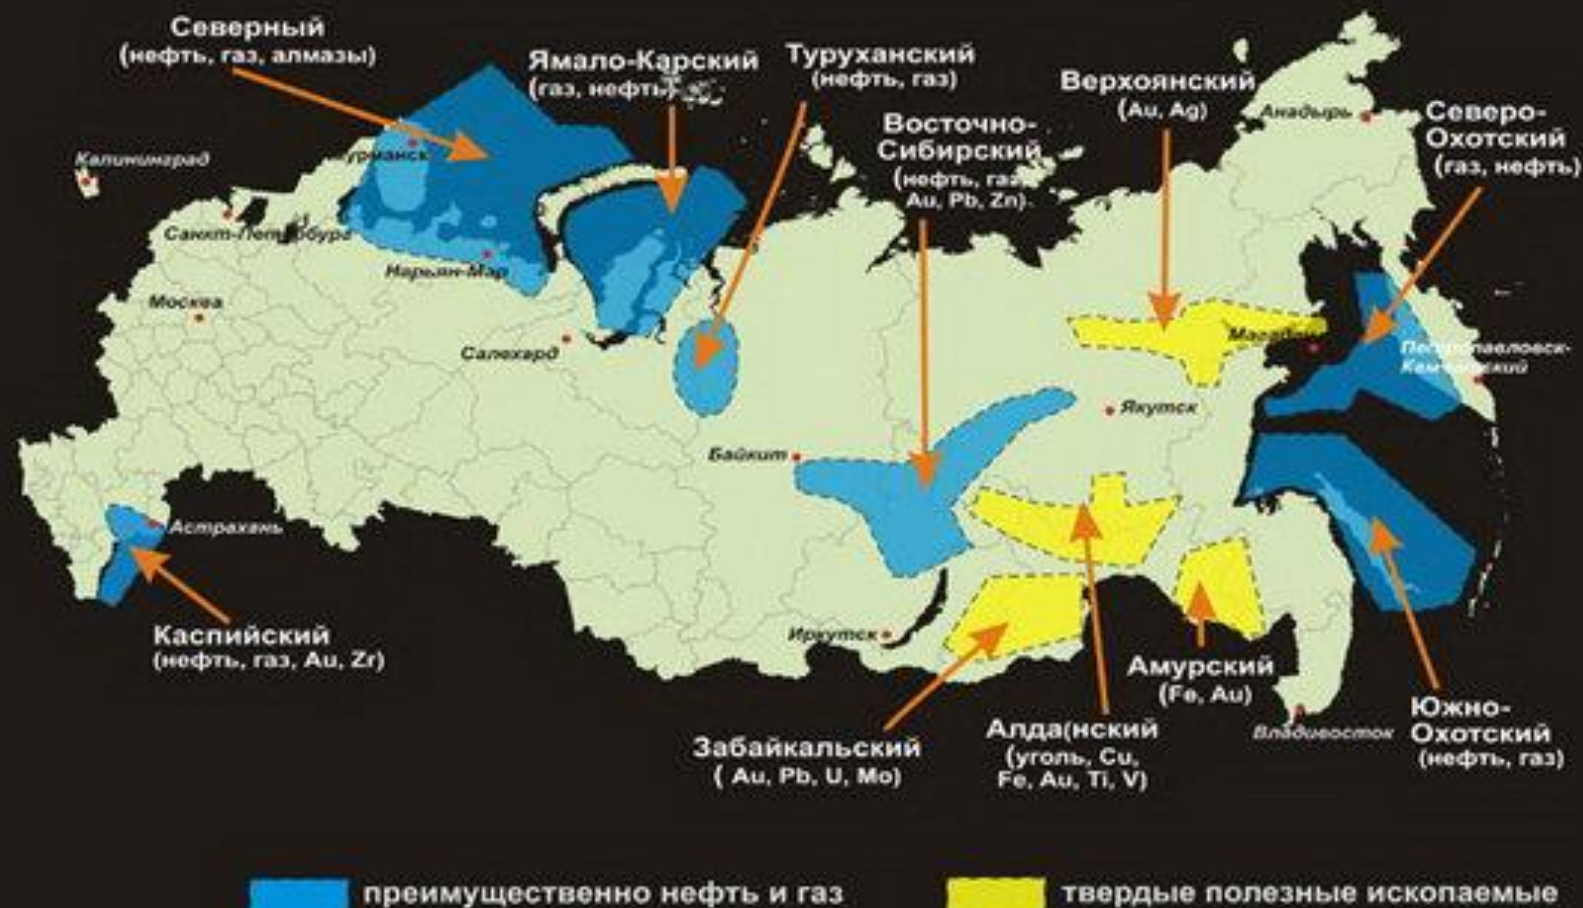 Северный
(нефть, газ, алмазы)
Ямало-Карский
(газ, нефть)
Туруханский
(нефть, газ)
Верхоянский
(Au, Ag)
Восточно-
Сибирский
(нефть, газ,
Au, Pb, Zn)
Северо-
Охотский
(газ, нефть)
Анадырь
Калининград
Мурманск
Санкт-Петербург
Нарьян-Мар
Москва
Салехард
Магадан
Петропавловск-
Камчатский
Якутск
Байкит
Астрахань
Каспийский
(нефть, газ, Au, Zr)
Иркутск
Амурский
(Fe, Au)
Забайкальский
( Au, Pb, U, Mo)
Алда(нский
(уголь, Cu,
Fe, Au, Ti, V)
Владивосток
Южно-
Охотский
(нефть, газ)
преимущественно нефть и газ
твердые полезные ископаемые